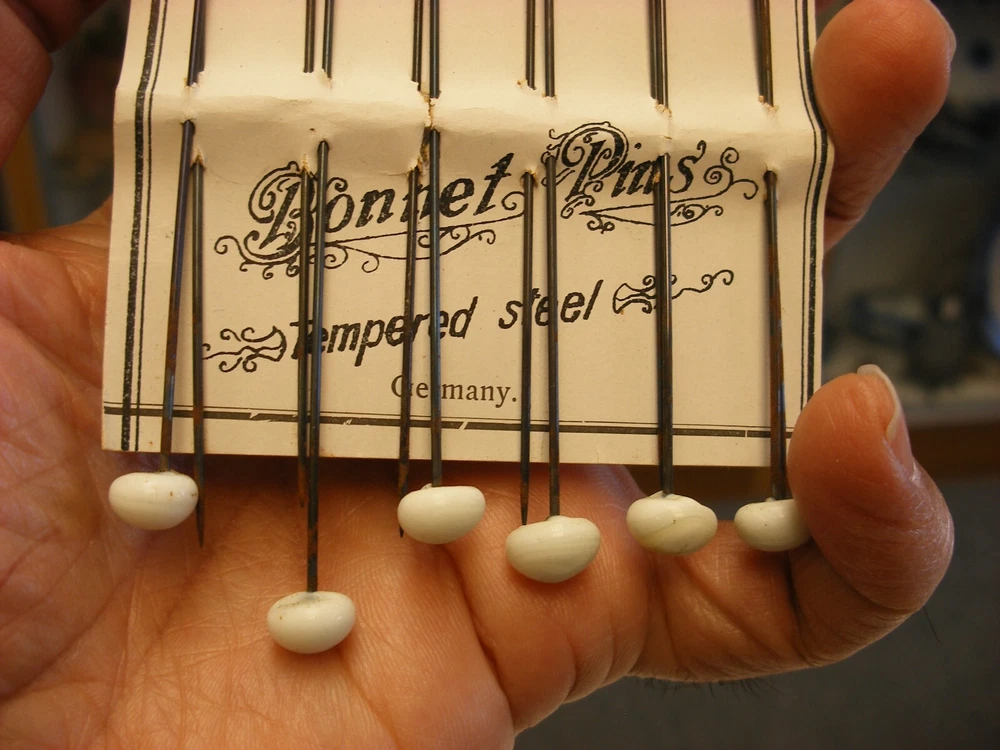 Bonnet Pins
Tempered steel
Germany.